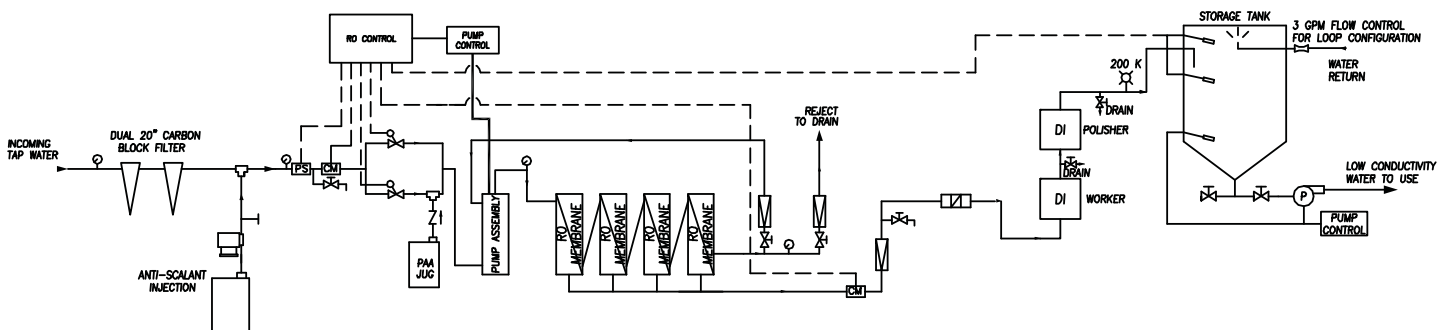 INCOMING
TAP WATER
DUAL 20" CARBON
BLOCK FILTER
ANTI-SCALANT
INJECTION
RO CONTROL
PUMP
CONTROL
PS
CM
PAA
JUG
PUMP ASSEMBLY
RO
MEMBRANE
RO
MEMBRANE
RO
MEMBRANE
RO
MEMBRANE
REJECT
TO DRAIN
CM
DI
POLISHER
DRAIN
DI
WORKER
200 K
DRAIN
STORAGE TANK
3 GPM FLOW CONTROL
FOR LOOP CONFIGURATION
WATER
RETURN
LOW CONDUCTIVITY
WATER TO USE
P
PUMP
CONTROL